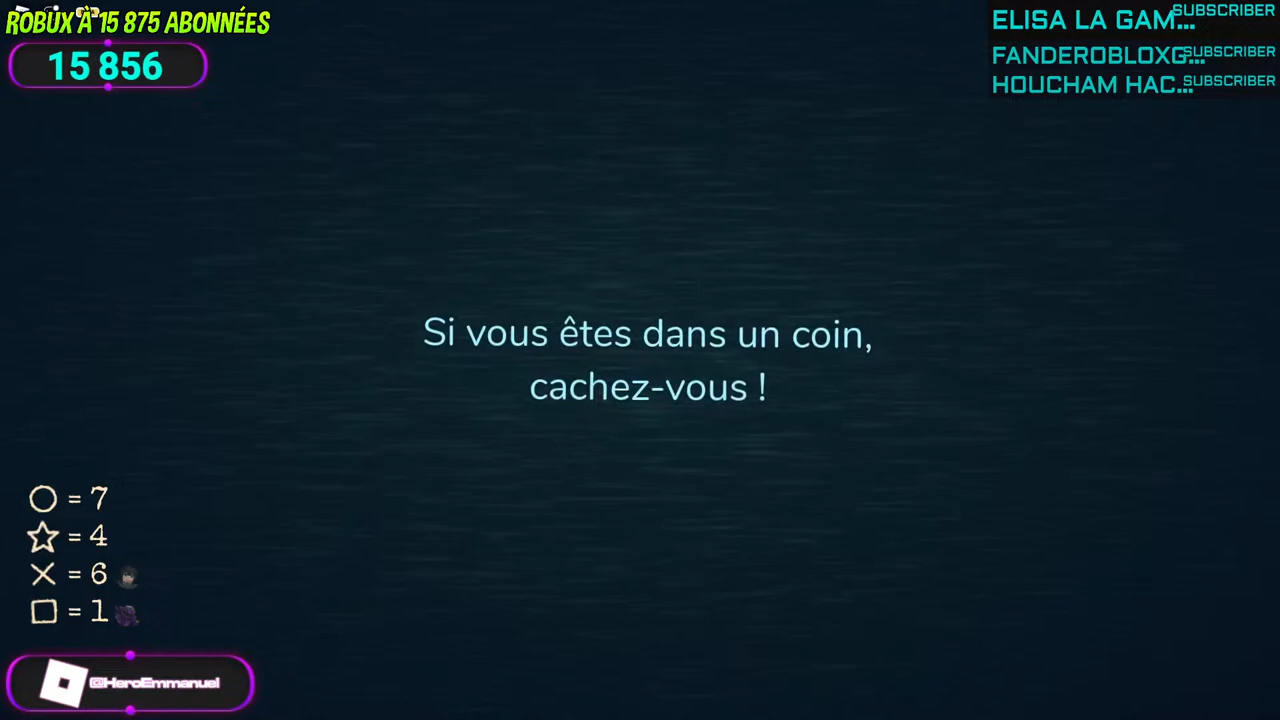 ROBUX À 15 875 ABONNÉES
15 856
ELISA LA GAM... SUBSCRIBER
FANDEROBLOXG... SUBSCRIBER
HOUCHAM HAC... SUBSCRIBER
Si vous êtes dans un coin,
cachez-vous !
○ = 7
☆ = 4
✕ = 6
□ = 1
@HeroEmmanuel